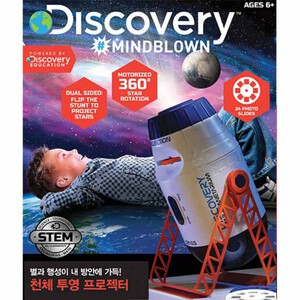 AGES 6+
Discovery™
#MINDBLOWN
POWERED BY
Discovery
EDUCATION
DUAL SIDED:
FLIP THE
STUNT TO
PROJECT
STARS
MOTORIZED
360°
STAR
ROTATION
24 PHOTO
SLIDES
DISCOVERY
STEM
별과 행성이 내 방안에 가득!
천체 투영 프로젝터